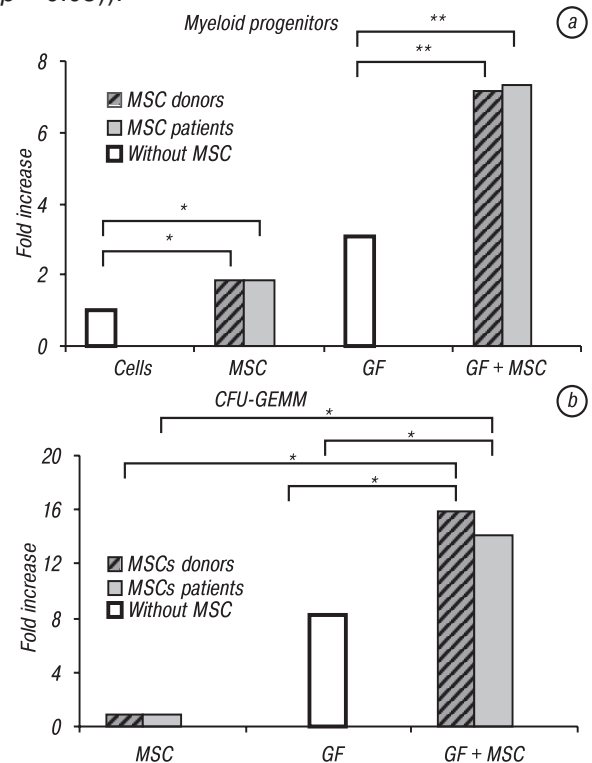 Myeloid progenitors
a
**
**
8
MSC donors
MSC patients
Without MSC
6
4
2
0
Fold increase
*
*
Cells MSC GF GF + MSC
CFU-GEMM
b
*
*
*
*
20
16
12
8
4
0
MSCs donors
MSCs patients
Without MSC
Fold increase
MSC GF GF + MSC